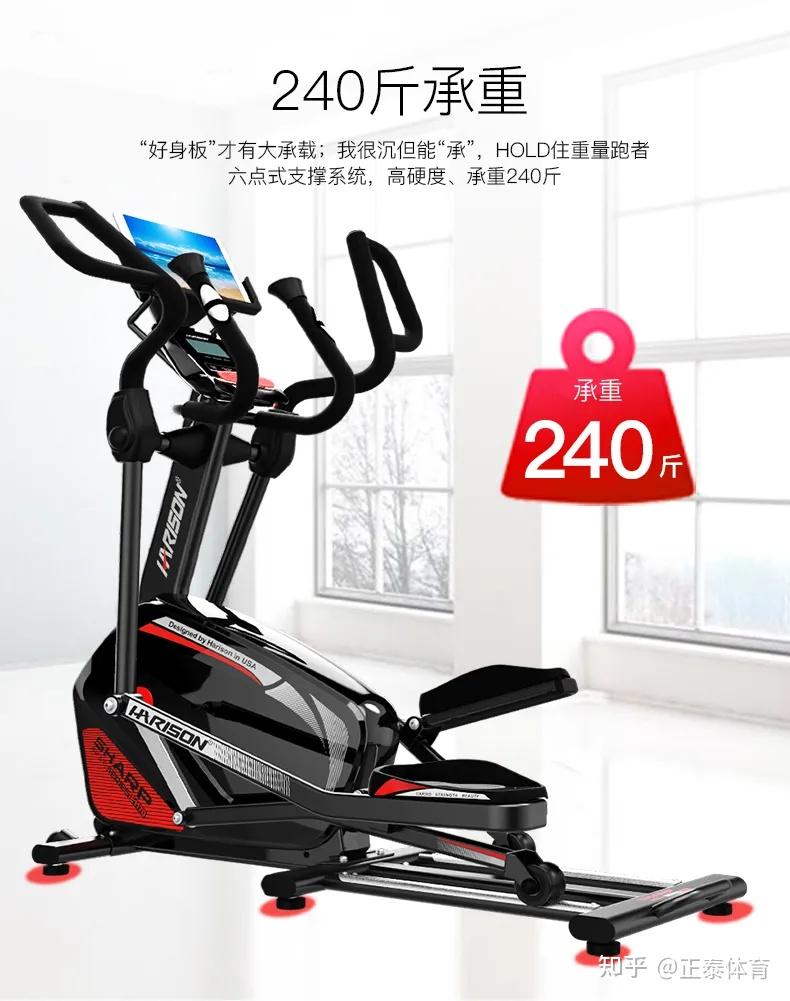 240斤承重
“好身板”才有大承载；我很沉但能“承”，HOLD住重量跑者
六点式支撑系统，高硬度、承重240斤
承重
240斤
HARISON
Designed by Harison in USA
HARISON
SHARP
CARDIO STRENGTH BEAUTY
知乎 @正泰体育